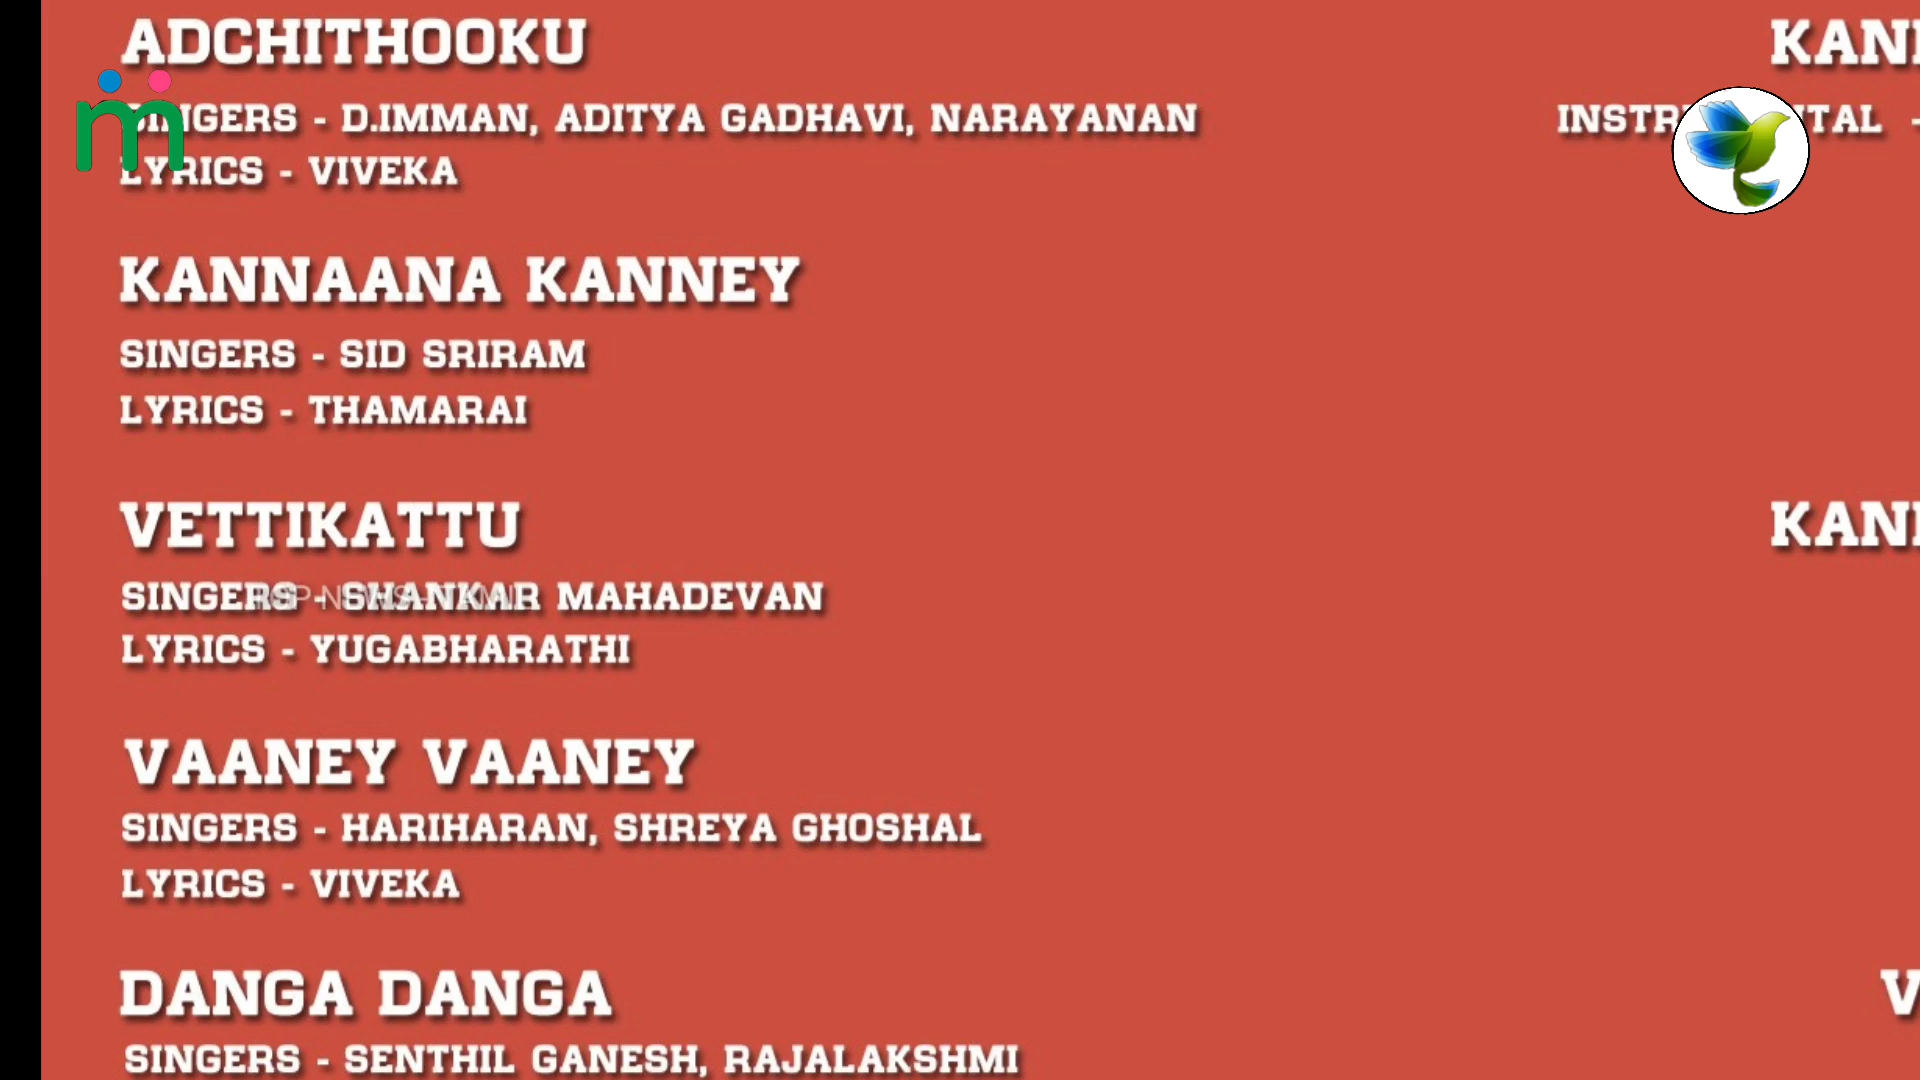 ADCHITHOOKU
SINGERS - D.IMMAN, ADITYA GADHAVI, NARAYANAN
LYRICS - VIVEKA
KANNAANA KANNEY
SINGERS - SID SRIRAM
LYRICS - THAMARAI
VETTIKATTU
SINGERS - SHANKAR MAHADEVAN
LYRICS - YUGABHARATHI
VAANEY VAANEY
SINGERS - HARIHARAN, SHREYA GHOSHAL
LYRICS - VIVEKA
DANGA DANGA
SINGERS - SENTHIL GANESH, RAJALAKSHMI